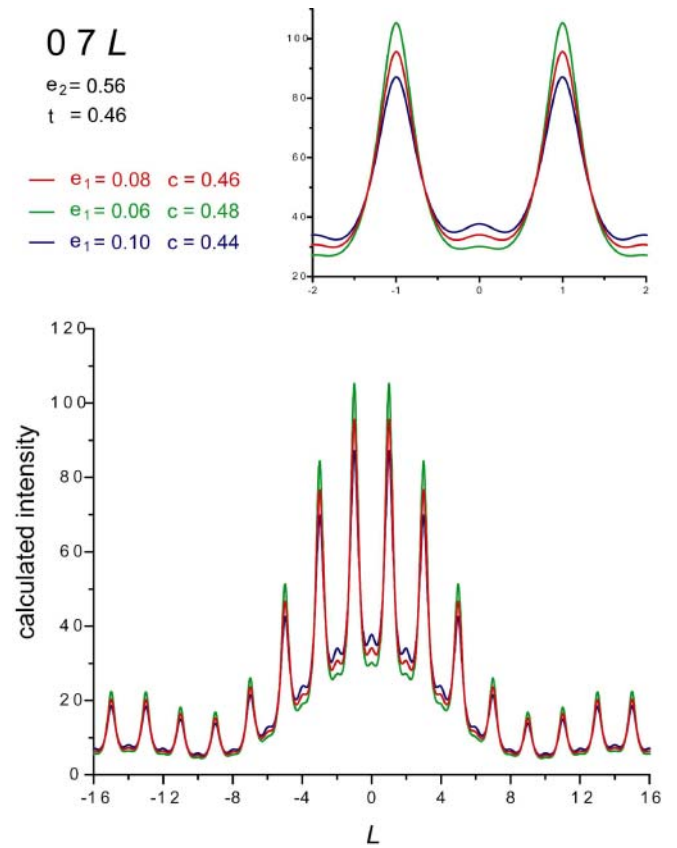 0 7 L
e₂ = 0.56
t = 0.46
e₁ = 0.08 c = 0.46
e₁ = 0.06 c = 0.48
e₁ = 0.10 c = 0.44
100
80
60
40
20
-2 -1 0 1 2
120
100
80
60
40
20
0
calculated intensity
-16 -12 -8 -4 0 4 8 12 16
L